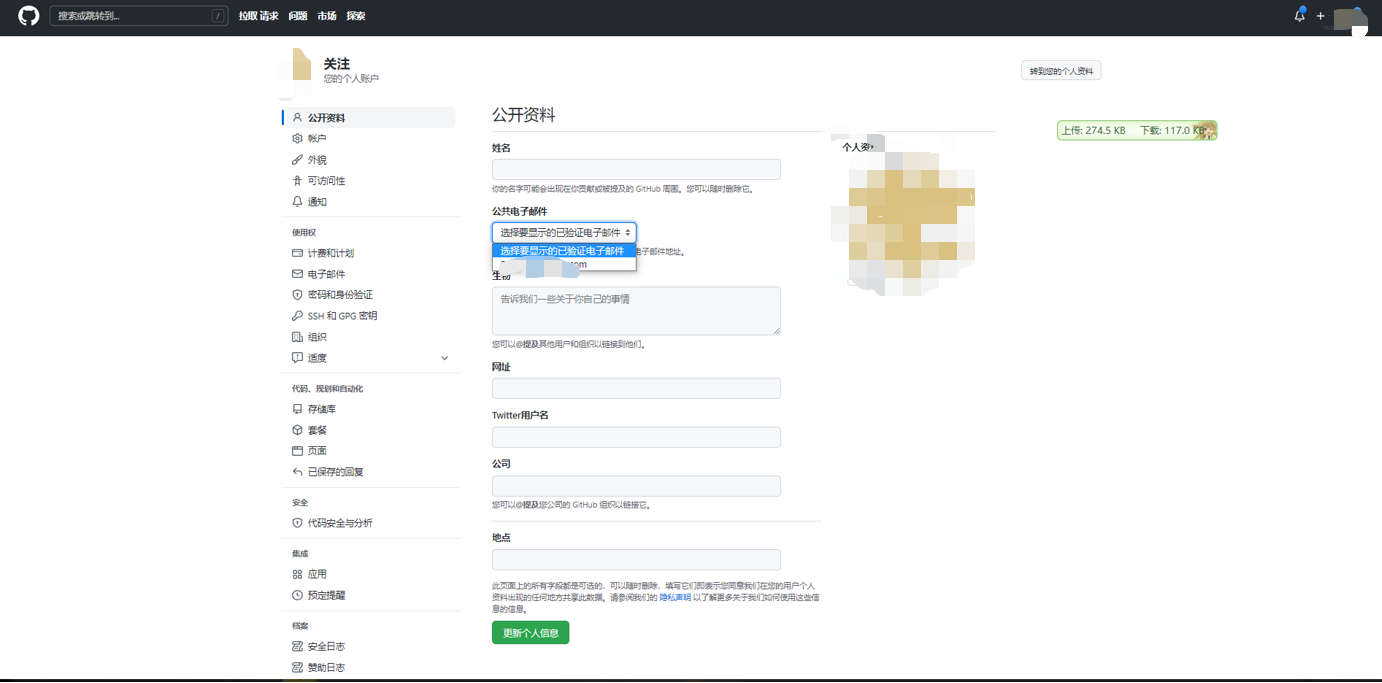 搜索或跳转到... /
拉取 请求 问题 市场 探索
关注
您的个人账户
转到您的个人资料
上传: 274.5 KB 下载: 117.0 KB
公开资料
帐户
外貌
可访问性
通知
使用权
计费和计划
电子邮件
密码和身份验证
SSH 和 GPG 密钥
组织
适度
代码、规划和自动化
存储库
套餐
页面
已保存的回复
安全
代码安全与分析
集成
应用
预定提醒
档案
安全日志
赞助日志
公开资料
姓名
你的名字可能会出现在你贡献或被提及的 GitHub 周围。您可以随时删除它。
公共电子邮件
选择要显示的已验证电子邮件
选择要显示的已验证电子邮件
电子邮件地址。
com
生物
告诉我们一些关于你自己的事情
您可以@提及其他用户和组织以链接到他们。
网址
Twitter用户名
公司
您可以@提及您公司的 GitHub 组织以链接它。
地点
此页面上的所有字段都是可选的，可以随时删除，填写它们即表示您同意我们在您的用户个人
资料出现的任何地方共享此数据。请参阅我们的 隐私声明 以了解更多关于我们如何使用这些信
息的信息。
更新个人信息
个人资